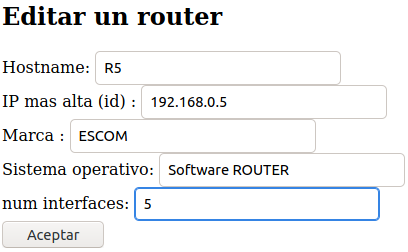 Editar un router
Hostname: R5
IP mas alta (id) : 192.168.0.5
Marca : ESCOM
Sistema operativo: Software ROUTER
num interfaces: 5
Aceptar